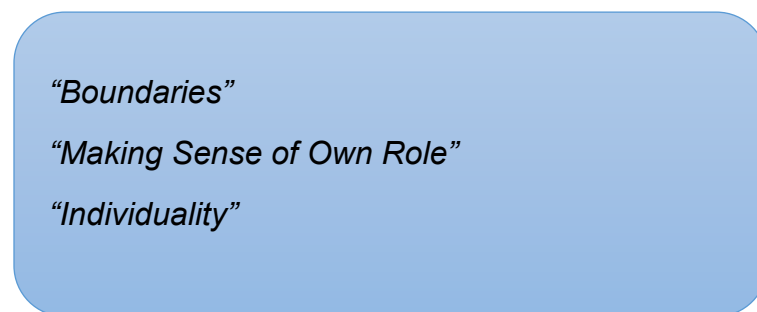 “Boundaries”
“Making Sense of Own Role”
“Individuality”